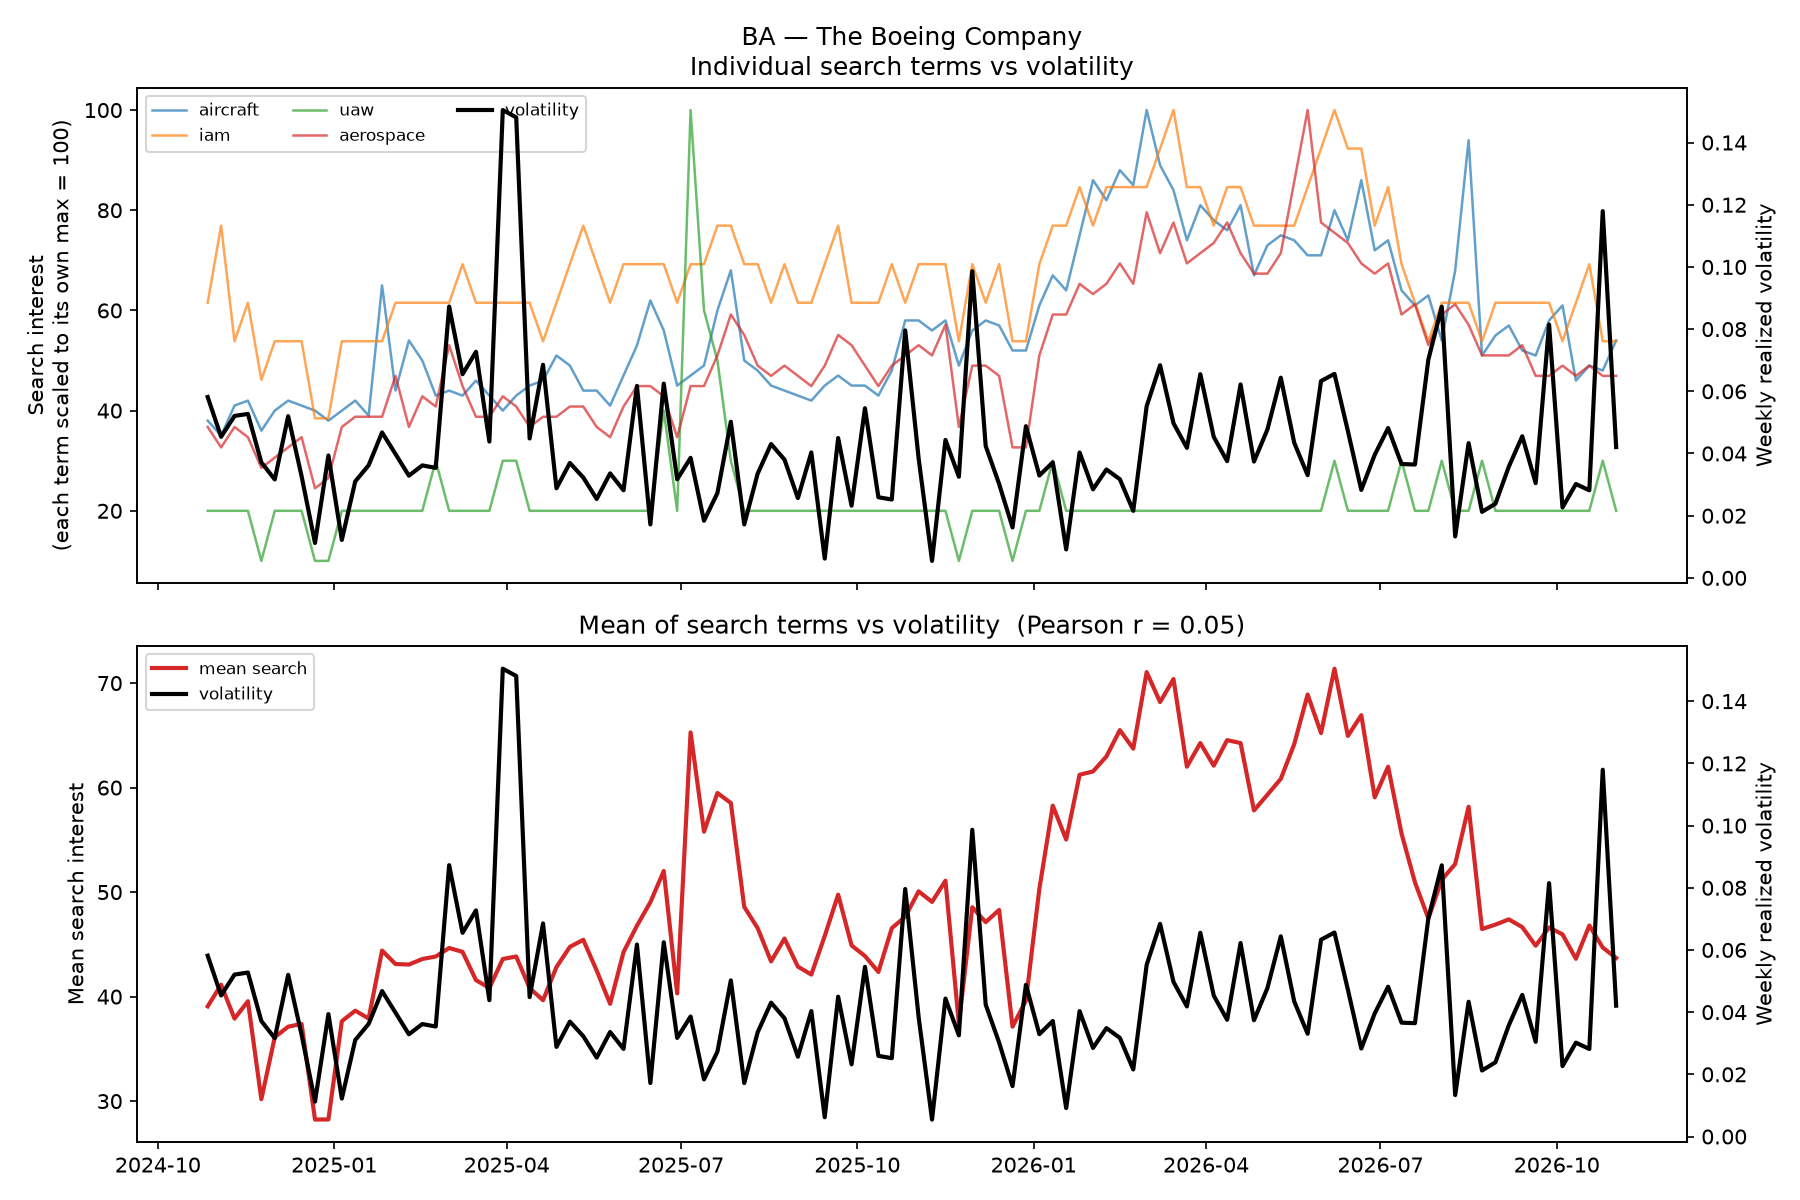 BA — The Boeing Company
Individual search terms vs volatility
aircraft
iam
uaw
aerospace
volatility
Search interest
(each term scaled to its own max = 100)
100
80
60
40
20
0.14
0.12
0.10
0.08
0.06
0.04
0.02
0.00
Weekly realized volatility
Mean of search terms vs volatility (Pearson r = 0.05)
mean search
volatility
Mean search interest
70
60
50
40
30
0.14
0.12
0.10
0.08
0.06
0.04
0.02
0.00
Weekly realized volatility
2024-10
2025-01
2025-04
2025-07
2025-10
2026-01
2026-04
2026-07
2026-10